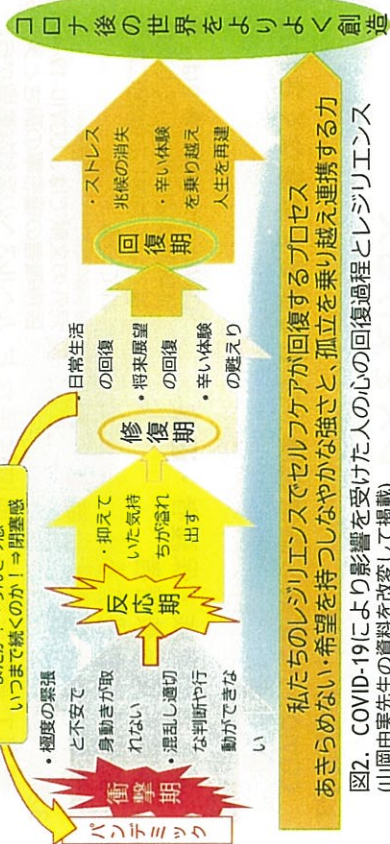 いつまで続くのか！⇒閉塞感
パンデミック
衝撃期
・極度の緊張
と不安で
身動きが取
れない
・混乱し適切
な判断や行
動ができな
い
反応期
・抑えて
いた気持
ちが溢れ
出す
修復期
・日常生活
の回復
・将来展望
の回復
・辛い体験
の甦えり
回復期
・ストレス
兆候の消失
・辛い体験
を乗り越え
人生を再建
コロナ後の世界をよりよく創造
私たちのレジリエンスでセルフケアが回復するプロセス
あきらめない・希望を持つしなやかな強さと、孤立を乗り越え連携する力
図2. COVID-19により影響を受けた人の心の回復過程とレジリエンス
(山岡由実先生の資料を改変して掲載)